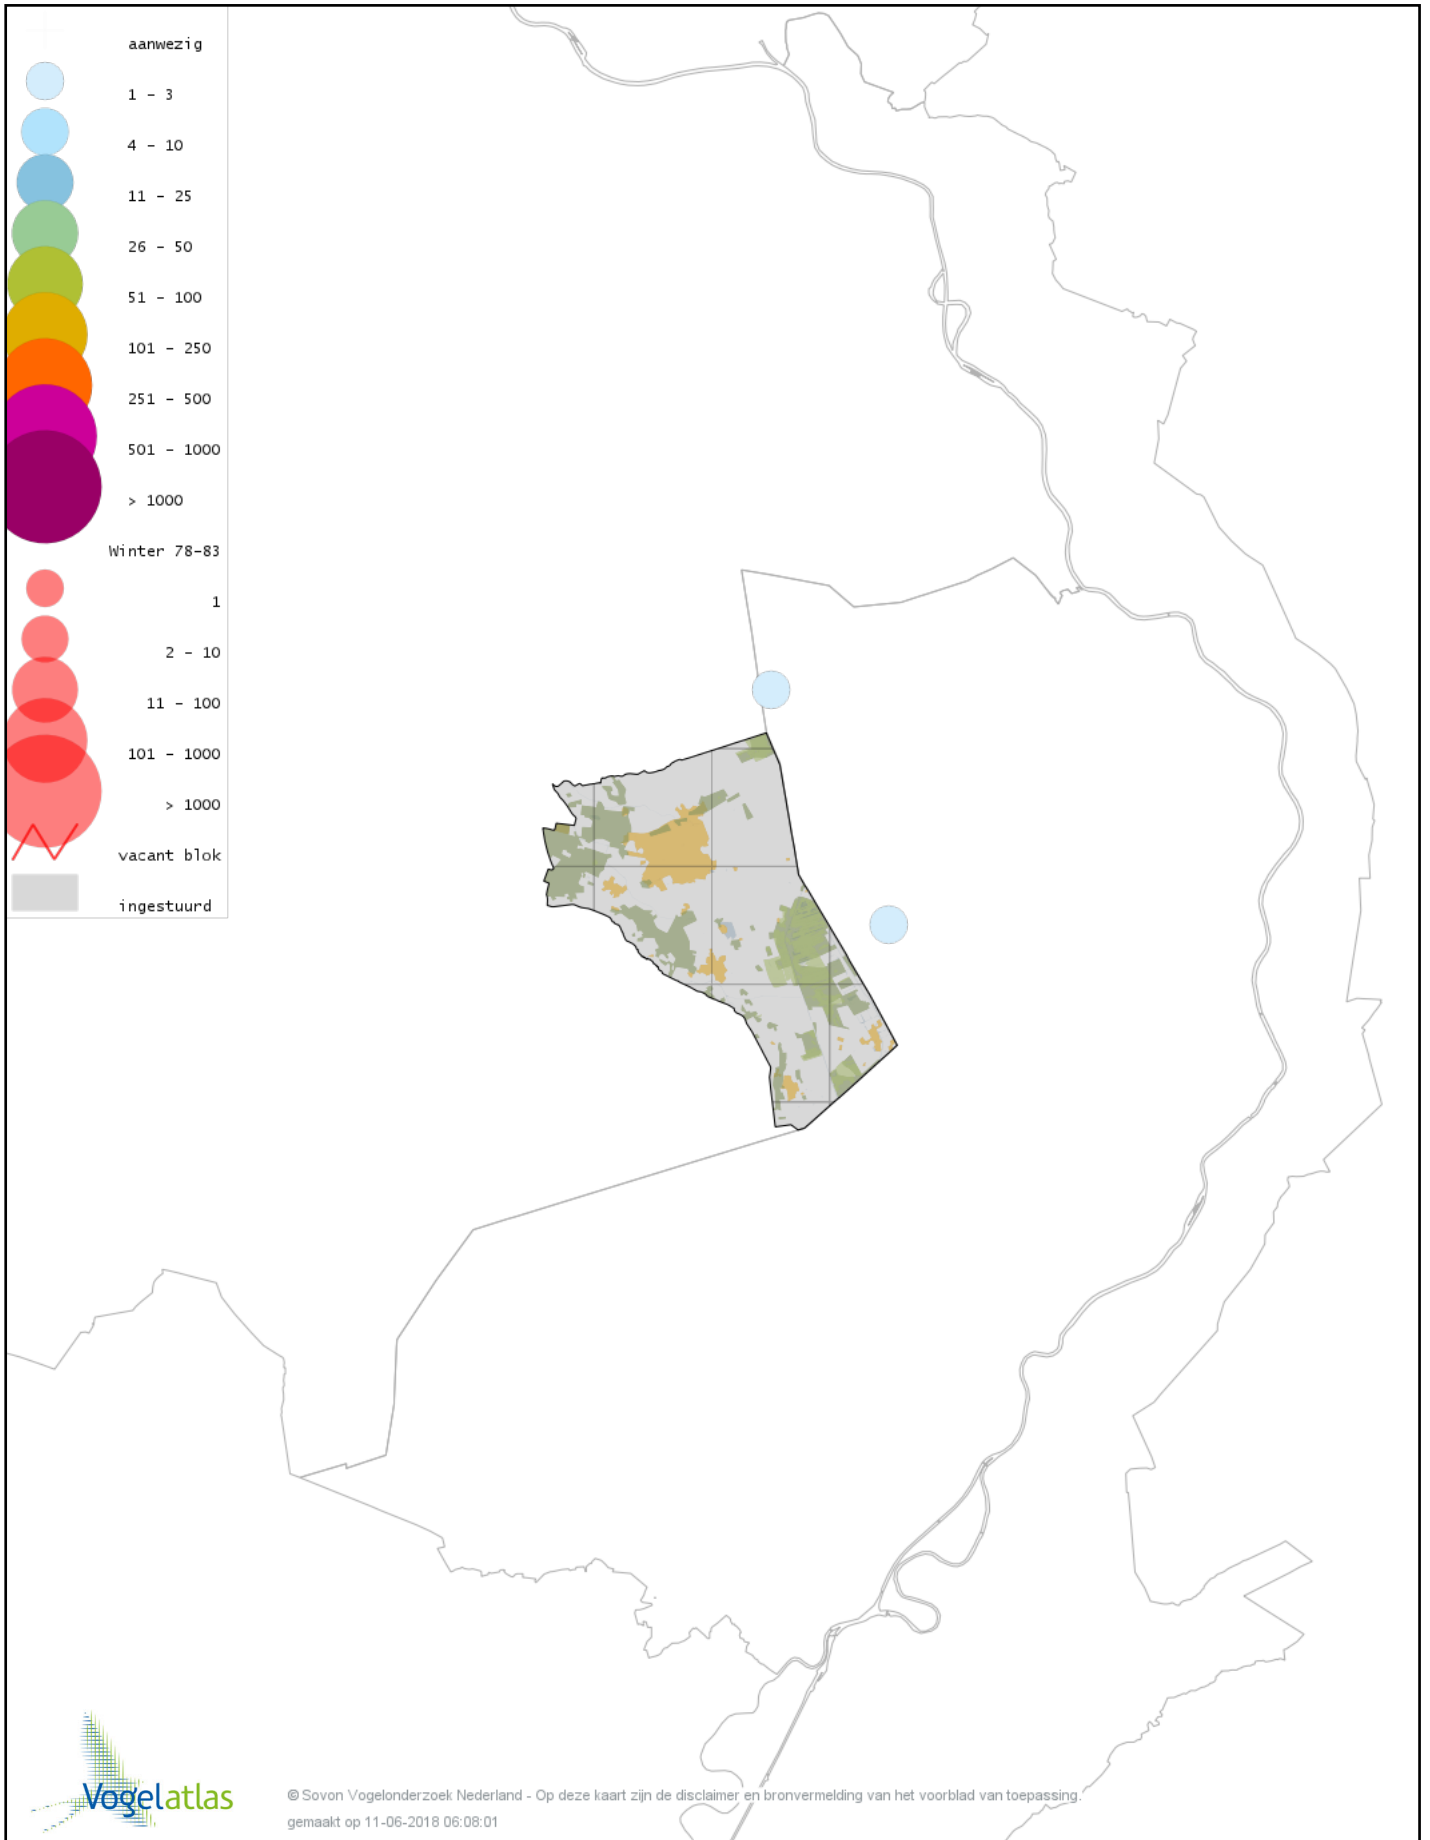 aanwezig
1 - 3
4 - 10
11 - 25
26 - 50
51 - 100
101 - 250
251 - 500
501 - 1000
> 1000
Winter 78-83
1
2 - 10
11 - 100
101 - 1000
> 1000
vacant blok
ingestuurd
Vogelatlas
© Sovon Vogelonderzoek Nederland - Op deze kaart zijn de disclaimer en bronvermelding van het voorblad van toepassing.
gemaakt op 11-06-2018 06:08:01